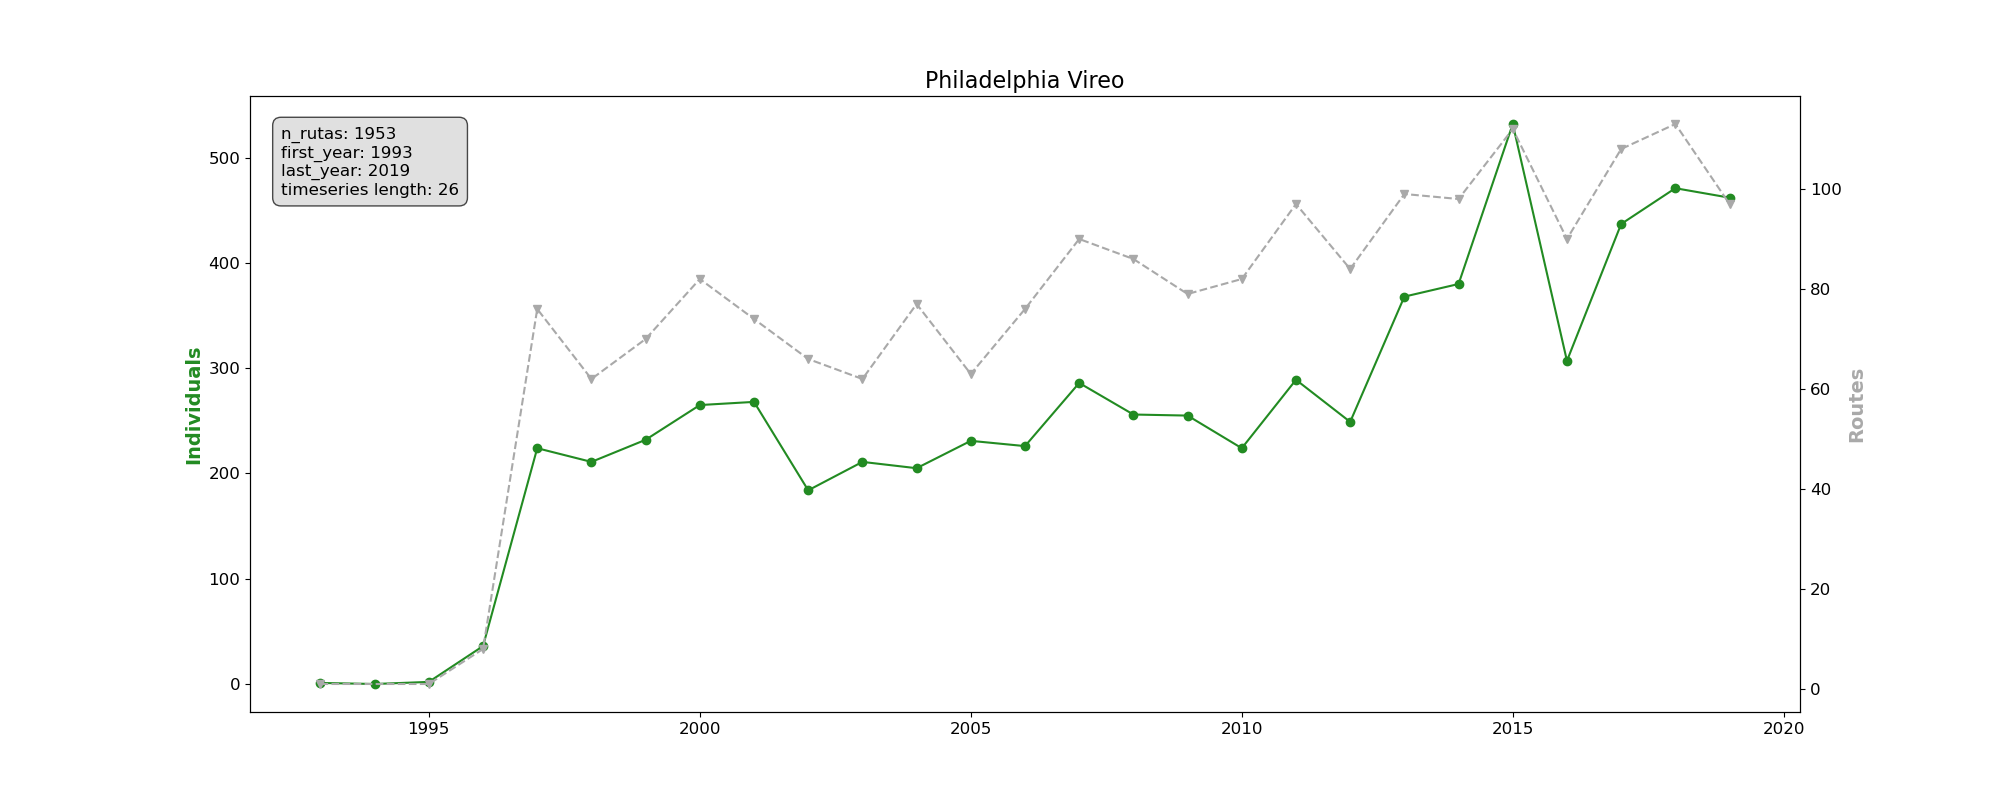 Philadelphia Vireo
n_rutas: 1953
first_year: 1993
last_year: 2019
timeseries length: 26
Individuals
500
400
300
200
100
0
Routes
100
80
60
40
20
0
1995
2000
2005
2010
2015
2020